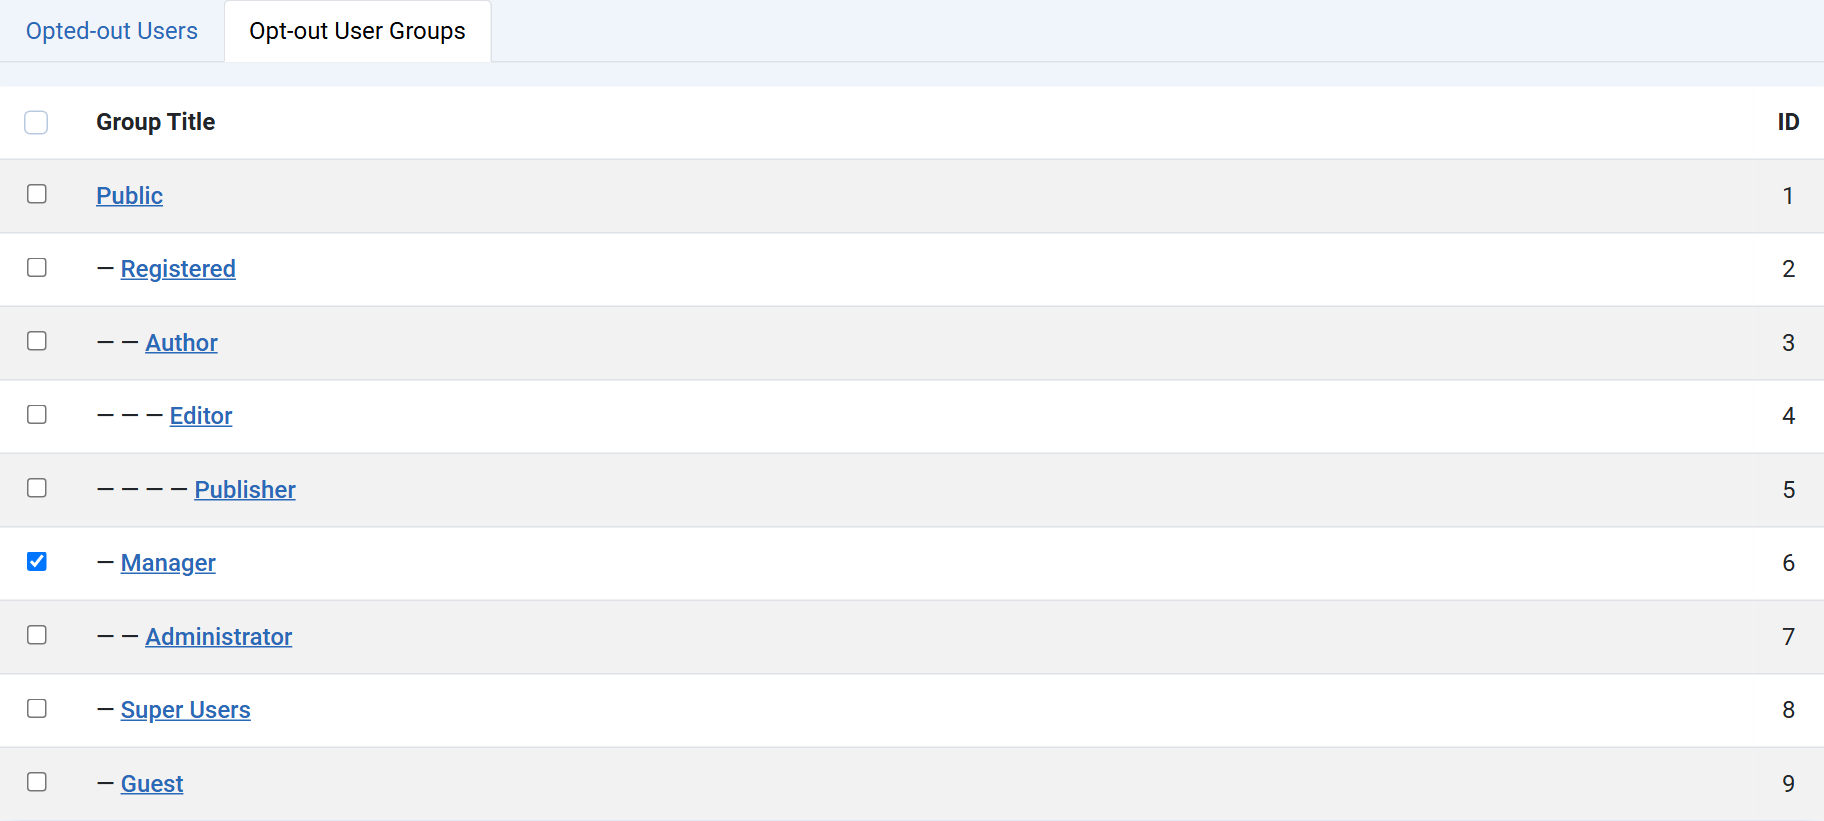 Opted-out Users Opt-out User Groups
Group Title ID
Public 1
– Registered 2
– – Author 3
– – – Editor 4
– – – – Publisher 5
– Manager 6
– – Administrator 7
– Super Users 8
– Guest 9